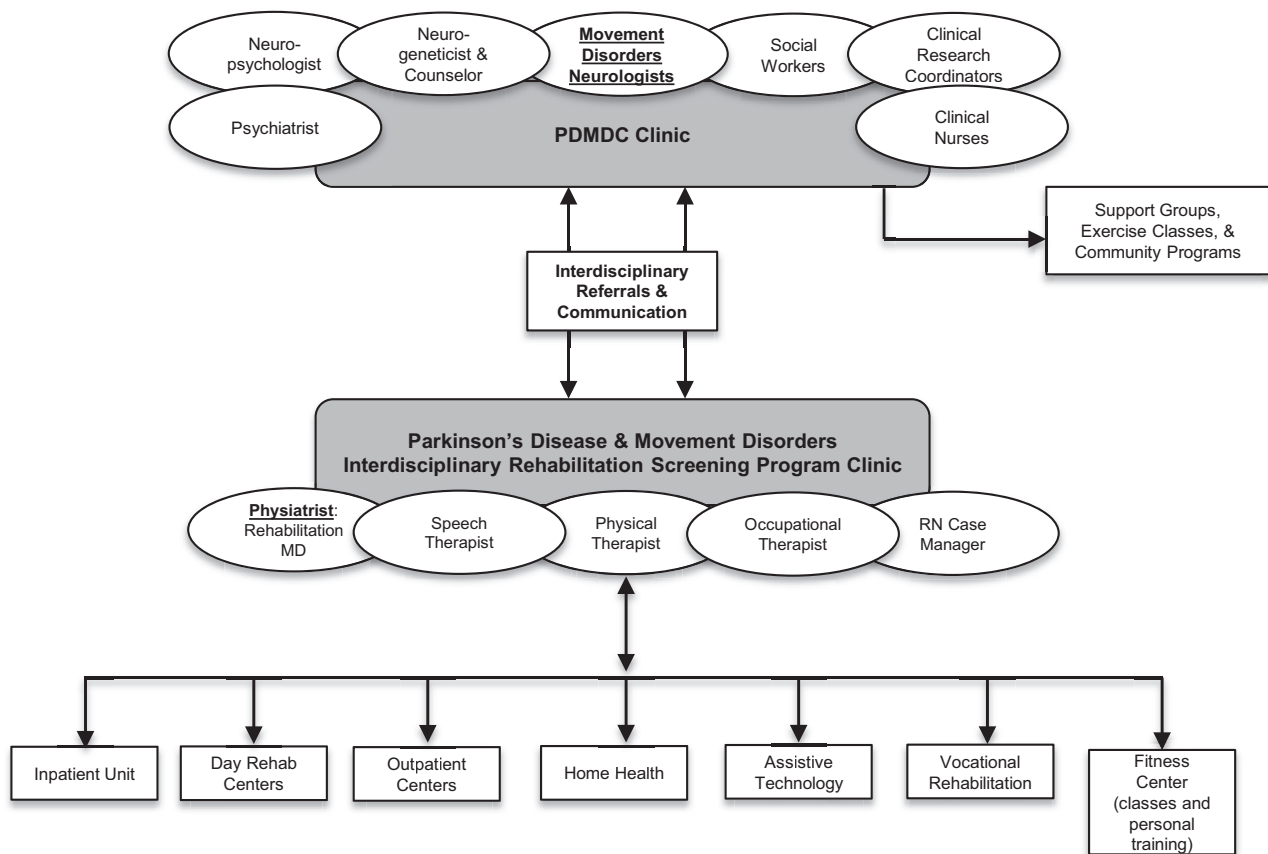 Neuro-
psychologist
Neuro-
geneticist &
Counselor
Movement
Disorders
Neurologists
Social
Workers
Clinical
Research
Coordinators
Psychiatrist
PDMDC Clinic
Clinical
Nurses
Support Groups,
Exercise Classes, &
Community Programs
Interdisciplinary
Referrals &
Communication
Parkinson’s Disease & Movement Disorders
Interdisciplinary Rehabilitation Screening Program Clinic
Physiatrist:
Rehabilitation
MD
Speech
Therapist
Physical
Therapist
Occupational
Therapist
RN Case
Manager
Inpatient Unit
Day Rehab
Centers
Outpatient
Centers
Home Health
Assistive
Technology
Vocational
Rehabilitation
Fitness
Center
(classes and
personal
training)